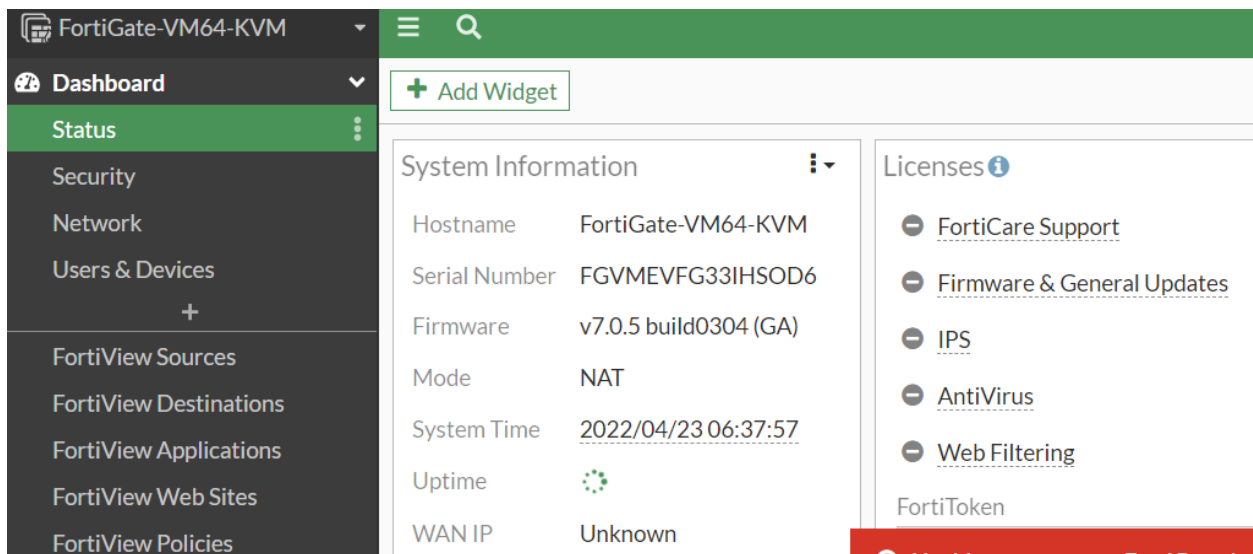 FortiGate-VM64-KVM
Dashboard
Status
Security
Network
Users & Devices
+
FortiView Sources
FortiView Destinations
FortiView Applications
FortiView Web Sites
FortiView Policies
+ Add Widget
System Information
Hostname FortiGate-VM64-KVM
Serial Number FGVMEVFG33IHSOD6
Firmware v7.0.5 build0304 (GA)
Mode NAT
System Time 2022/04/23 06:37:57
Uptime
WAN IP Unknown
Licenses
FortiCare Support
Firmware & General Updates
IPS
AntiVirus
Web Filtering
FortiToken